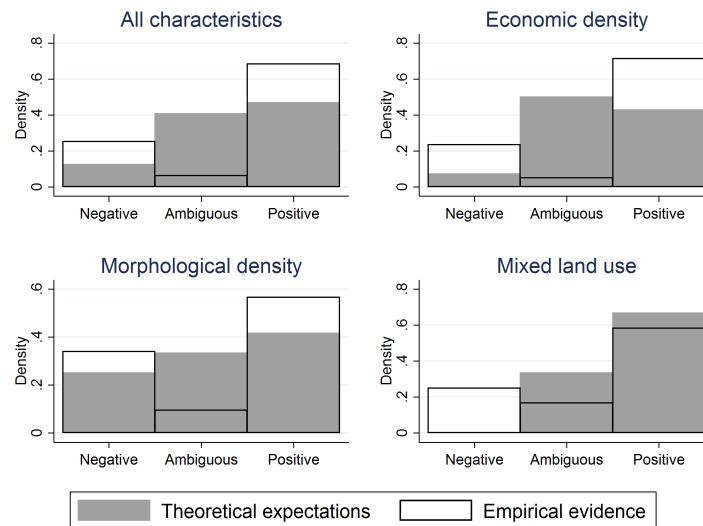 All characteristics
Density
.8
.6
.4
.2
0
Negative Ambiguous Positive
Economic density
Density
.8
.6
.4
.2
0
Negative Ambiguous Positive
Morphological density
Density
.6
.4
.2
0
Negative Ambiguous Positive
Mixed land use
Density
.8
.6
.4
.2
0
Negative Ambiguous Positive
Theoretical expectations Empirical evidence